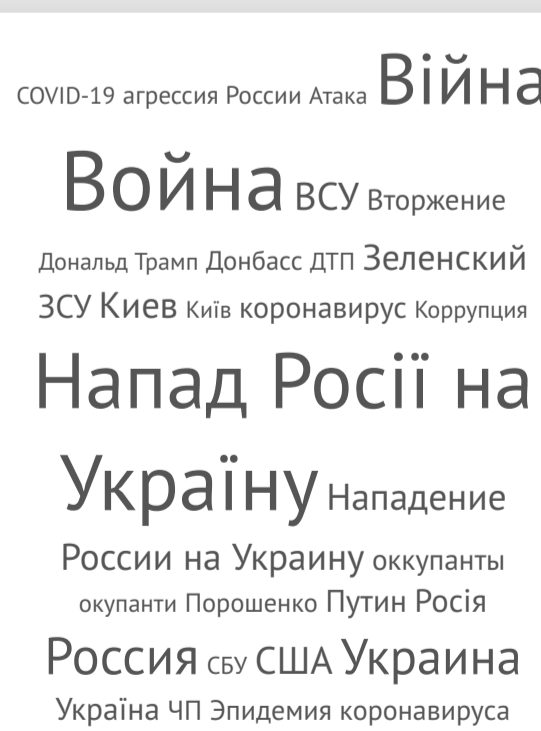 COVID-19 агрессия России Атака Війна
Война ВСУ Вторжение
Дональд Трамп Донбасс ДТП Зеленский
ЗСУ Киев Київ коронавирус Коррупция
Напад Росії на
Україну Нападение
России на Украину оккупанты
окупанти Порошенко Путин Росія
Россия СБУ США Украина
Україна ЧП Эпидемия коронавируса